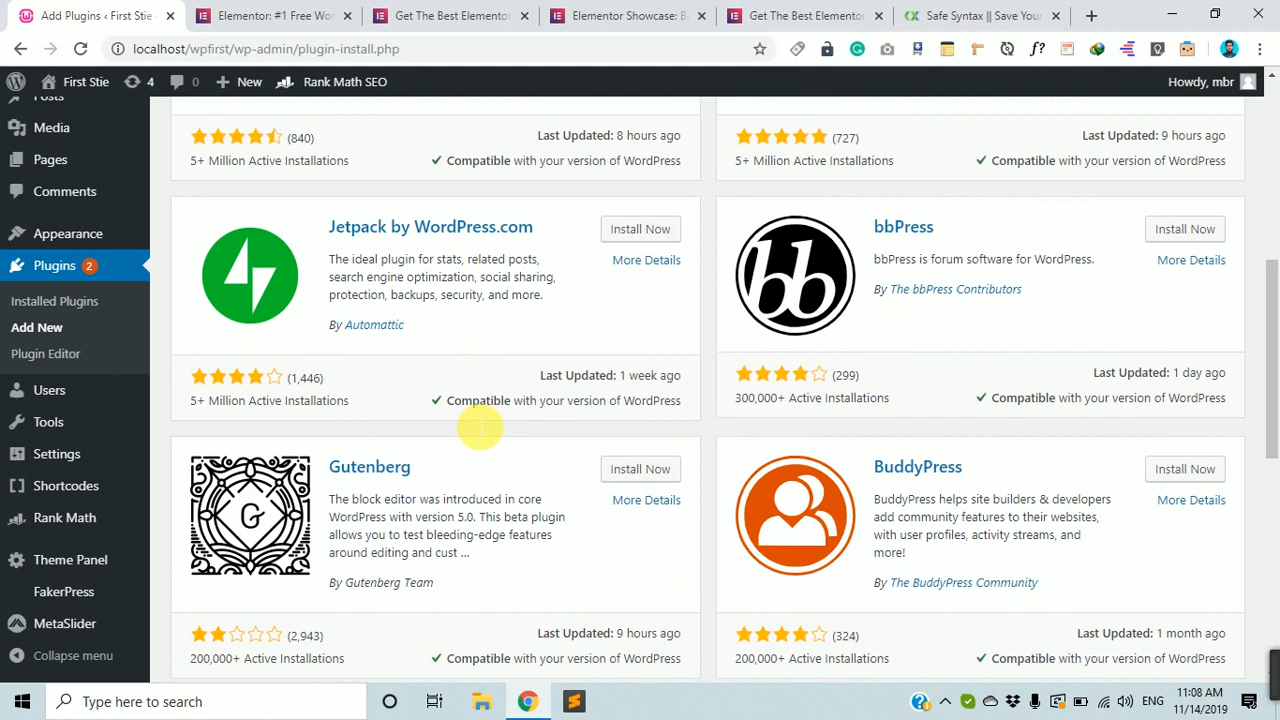 Add Plugins ‹ First Stie
Elementor: #1 Free Wor
Get The Best Elementor
Elementor Showcase: B
Get The Best Elementor
Safe Syntax || Save Your
localhost/wpfirst/wp-admin/plugin-install.php
First Stie
4
0
New
Rank Math SEO
Howdy, mbr
Posts
Media
Pages
Comments
Appearance
Plugins 2
Installed Plugins
Add New
Plugin Editor
Users
Tools
Settings
Shortcodes
Rank Math
Theme Panel
FakerPress
MetaSlider
Collapse menu
(840)
Last Updated: 8 hours ago
5+ Million Active Installations
Compatible with your version of WordPress
(727)
Last Updated: 9 hours ago
5+ Million Active Installations
Compatible with your version of WordPress
Jetpack by WordPress.com
Install Now
More Details
The ideal plugin for stats, related posts,
search engine optimization, social sharing,
protection, backups, security, and more.
By Automattic
(1,446)
Last Updated: 1 week ago
5+ Million Active Installations
Compatible with your version of WordPress
bb
bbPress
Install Now
More Details
bbPress is forum software for WordPress.
By The bbPress Contributors
(299)
Last Updated: 1 day ago
300,000+ Active Installations
Compatible with your version of WordPress
G
Gutenberg
Install Now
More Details
The block editor was introduced in core
WordPress with version 5.0. This beta plugin
allows you to test bleeding-edge features
around editing and cust ...
By Gutenberg Team
(2,943)
Last Updated: 9 hours ago
200,000+ Active Installations
Compatible with your version of WordPress
BuddyPress
Install Now
More Details
BuddyPress helps site builders & developers
add community features to their websites,
with user profiles, activity streams, and
more!
By The BuddyPress Community
(324)
Last Updated: 1 month ago
200,000+ Active Installations
Compatible with your version of WordPress
Type here to search
ENG
11:08 AM
11/14/2019